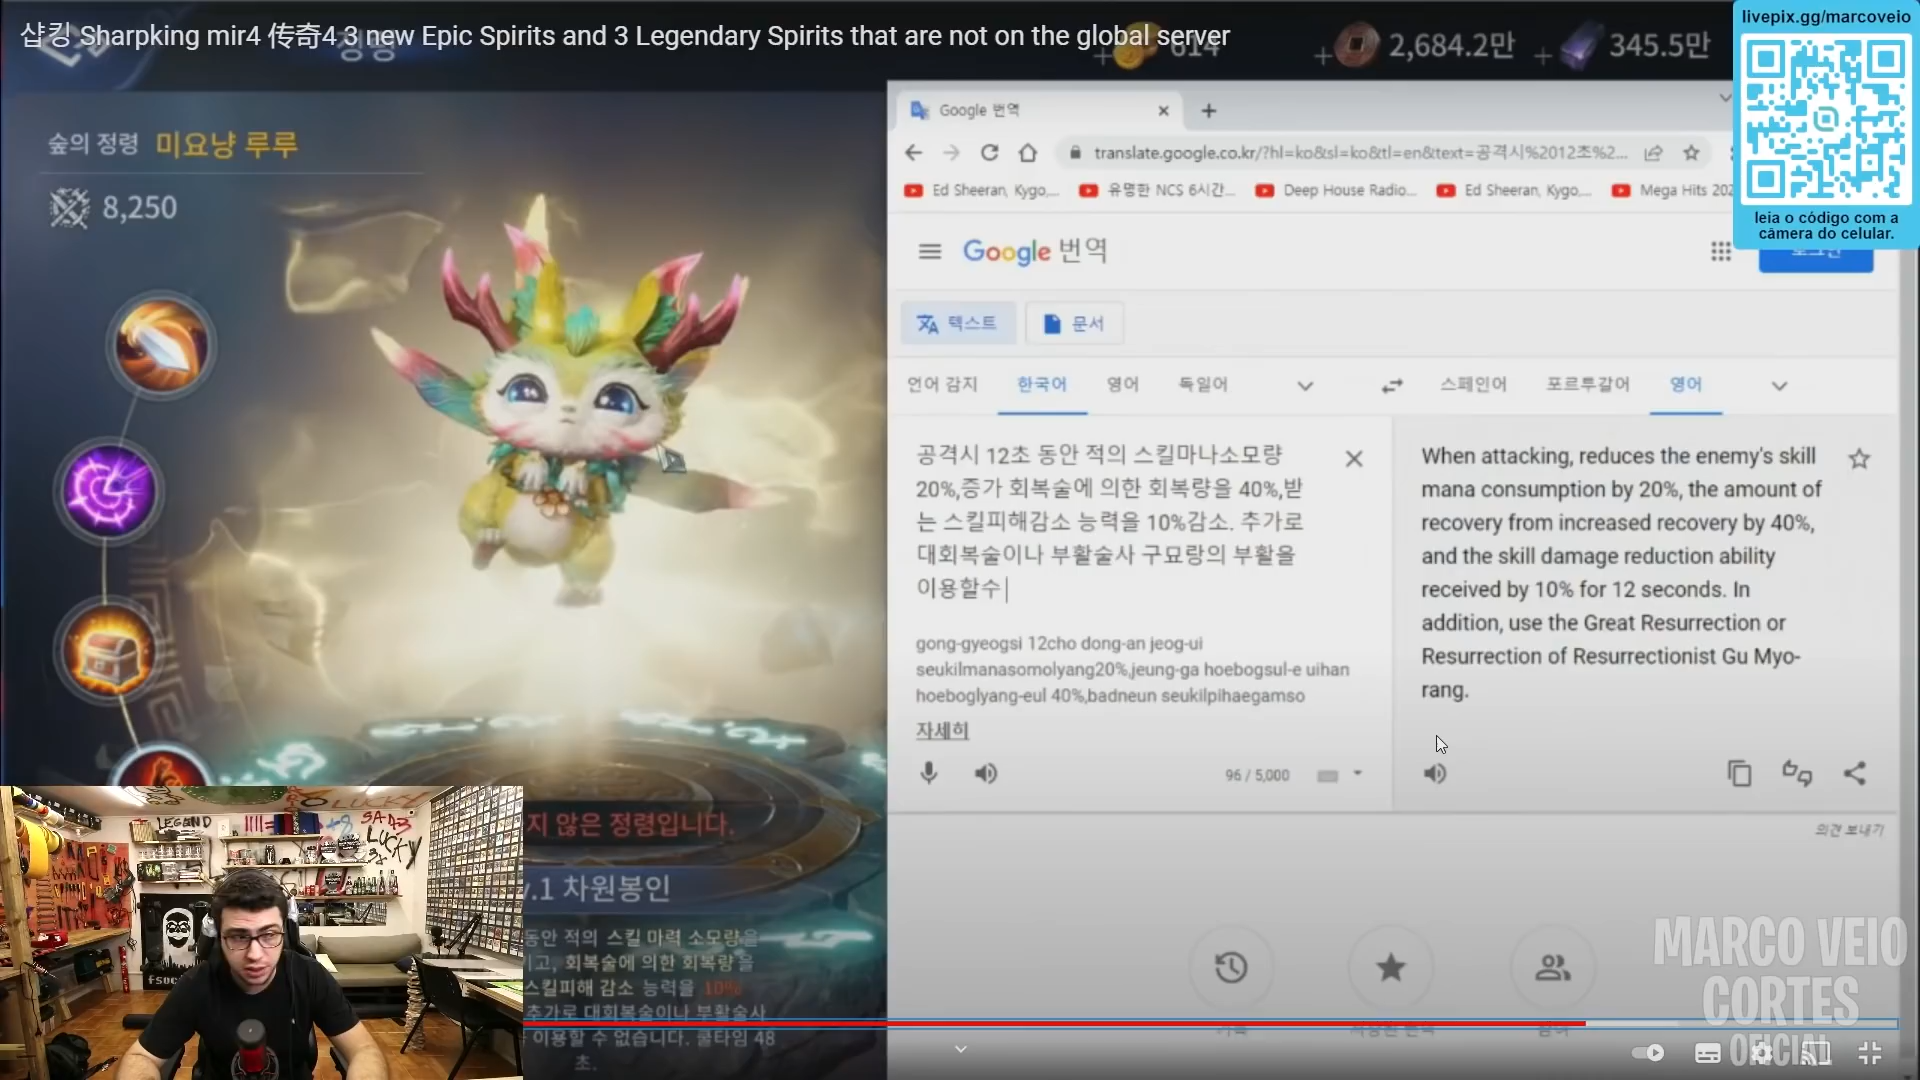 샵킹 Sharpking mir4 传奇4 3 new Epic Spirits and 3 Legendary Spirits that are not on the global server
614
2,684.2만
345.5만
livepix.gg/marcoveio
leia o código com a
câmera do celular.
숲의 정령 미요냥 루루
8,250
Google 번역
translate.google.co.kr/?hl=ko&sl=ko&tl=en&text=공격시%2012초%2...
Ed Sheeran, Kygo,...
유명한 NCS 6시간...
Deep House Radio...
Ed Sheeran, Kygo,...
Mega Hits 202
Google 번역
로그인
텍스트
문서
언어 감지
한국어
영어
독일어
스페인어
포르투갈어
영어
공격시 12초 동안 적의 스킬마나소모량
20%,증가 회복술에 의한 회복량을 40%,받
는 스킬피해감소 능력을 10%감소. 추가로
대회복술이나 부활술사 구묘랑의 부활을
이용할수
When attacking, reduces the enemy's skill
mana consumption by 20%, the amount of
recovery from increased recovery by 40%,
and the skill damage reduction ability
received by 10% for 12 seconds. In
addition, use the Great Resurrection or
Resurrection of Resurrectionist Gu Myo-
rang.
gong-gyeogsi 12cho dong-an jeog-ui
seukilmanasomolyang20%,jeung-ga hoebogsul-e uihan
hoeboglyang-eul 40%,badneun seukilpihaegamso
자세히
96 / 5,000
의견 보내기
지 않은 정령입니다.
.1 차원봉인
동안 적의 스킬 마력 소모량을
고, 회복술에 의한 회복량을
스킬피해 감소 능력을 10%
추가로 대회복술이나 부활술사
이용할 수 없습니다. 쿨타임 48
초.
LEGEND
LUCKY
SAD
LUCKY
MARCO VEIO
CORTES
OFICIAL